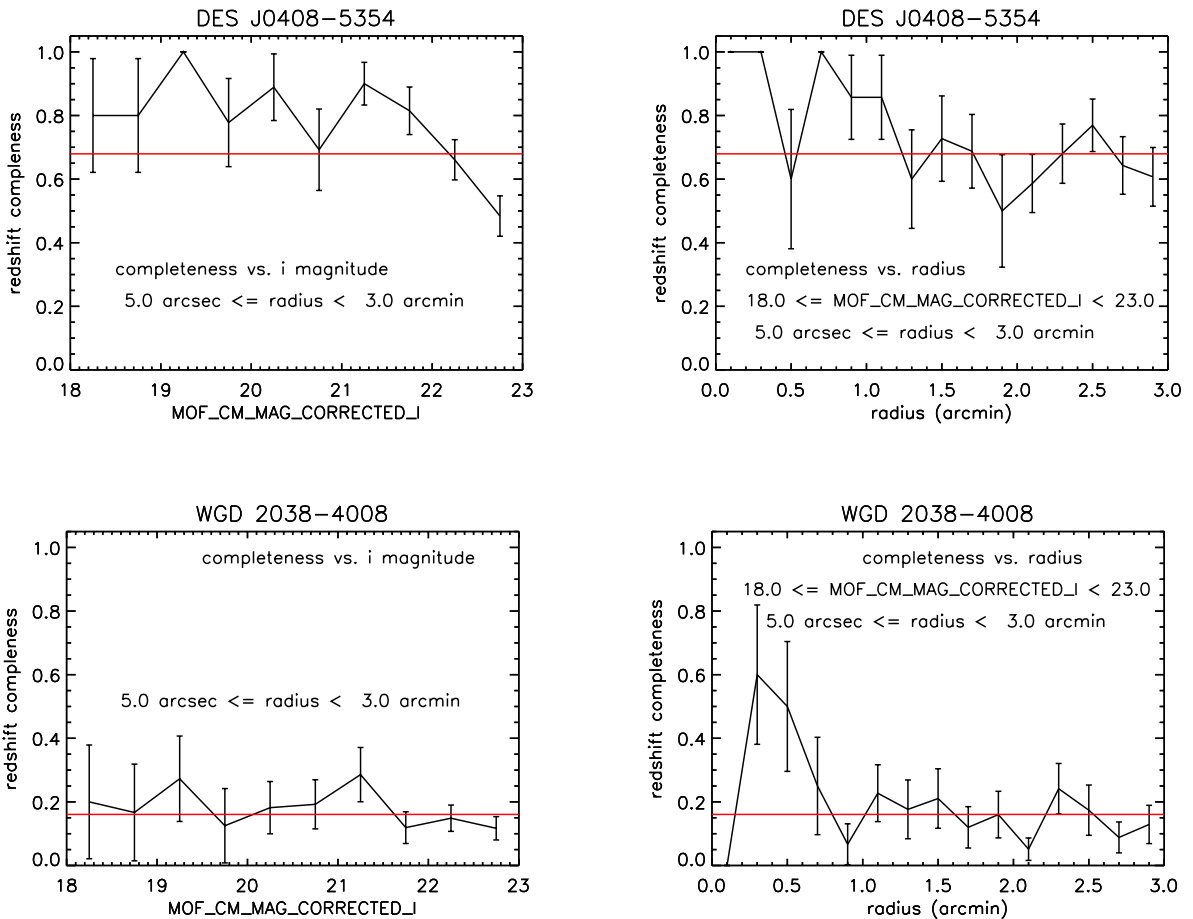 DES J0408−5354
1.0
0.8
0.6
0.4
0.2
0.0
redshift completeness
completeness vs. i magnitude
5.0 arcsec <= radius < 3.0 arcmin
18 19 20 21 22 23
MOF_CM_MAG_CORRECTED_I
DES J0408−5354
1.0
0.8
0.6
0.4
0.2
0.0
redshift completeness
completeness vs. radius
18.0 <= MOF_CM_MAG_CORRECTED_I < 23.0
5.0 arcsec <= radius < 3.0 arcmin
0.0 0.5 1.0 1.5 2.0 2.5 3.0
radius (arcmin)
WGD 2038−4008
1.0
0.8
0.6
0.4
0.2
0.0
redshift compleness
completeness vs. i magnitude
5.0 arcsec <= radius < 3.0 arcmin
18 19 20 21 22 23
MOF_CM_MAG_CORRECTED_I
WGD 2038−4008
1.0
0.8
0.6
0.4
0.2
0.0
redshift completeness
completeness vs. radius
18.0 <= MOF_CM_MAG_CORRECTED_I < 23.0
5.0 arcsec <= radius < 3.0 arcmin
0.0 0.5 1.0 1.5 2.0 2.5 3.0
radius (arcmin)